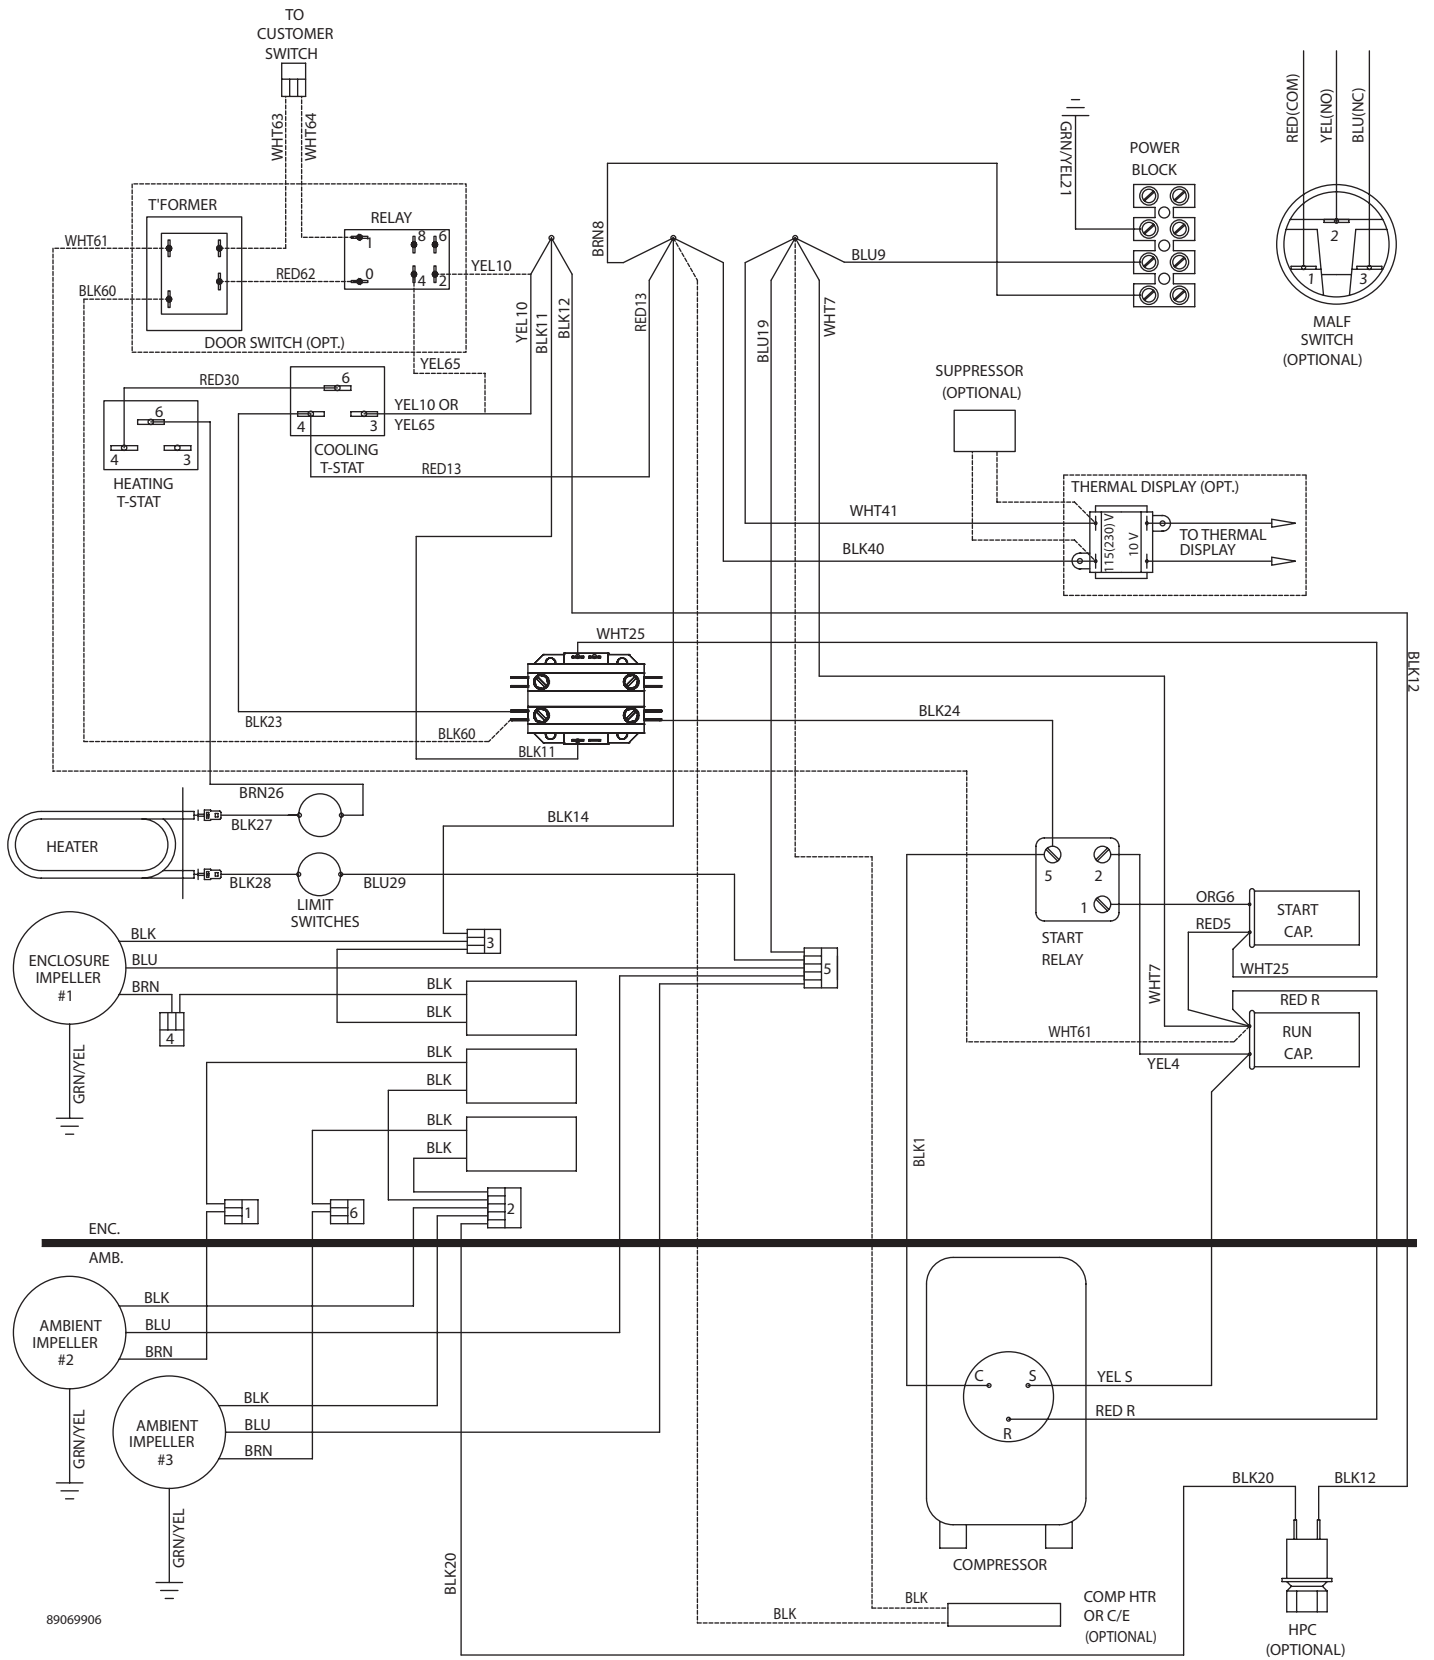 TO
CUSTOMER
SWITCH
WHT63
WHT64
T'FORMER
RELAY
8
6
0
4
2
WHT61
BLK60
RED62
DOOR SWITCH (OPT.)
YEL10
YEL10
BLK11
BLK12
BRN8
RED13
BLU19
WHT7
BLU9
GRN/YEL21
POWER
BLOCK
RED(COM)
YEL(NO)
BLU(NC)
2
1
3
MALF
SWITCH
(OPTIONAL)
YEL65
RED30
6
4
3
YEL10 OR
YEL65
COOLING
T-STAT
6
4
3
HEATING
T-STAT
RED13
SUPPRESSOR
(OPTIONAL)
THERMAL DISPLAY (OPT.)
WHT41
BLK40
115(230) V
10 V
TO THERMAL
DISPLAY
WHT25
BLK12
BLK23
BLK60
BLK11
BLK24
BRN26
BLK27
HEATER
BLK28
BLU29
LIMIT
SWITCHES
BLK14
5
2
1
START
RELAY
ORG6
RED5
START
CAP.
WHT25
RED R
RUN
CAP.
WHT7
WHT61
YEL4
ENCLOSURE
IMPELLER
#1
BLK
BLU
BRN
3
5
4
GRN/YEL
BLK
BLK
BLK
BLK
BLK
BLK
BLK1
1
6
2
ENC.
AMB.
AMBIENT
IMPELLER
#2
BLK
BLU
BRN
GRN/YEL
AMBIENT
IMPELLER
#3
BLK
BLU
BRN
GRN/YEL
C
S
R
YEL S
RED R
COMPRESSOR
BLK20
BLK12
BLK20
BLK
BLK
COMP HTR
OR C/E
(OPTIONAL)
HPC
(OPTIONAL)
89069906